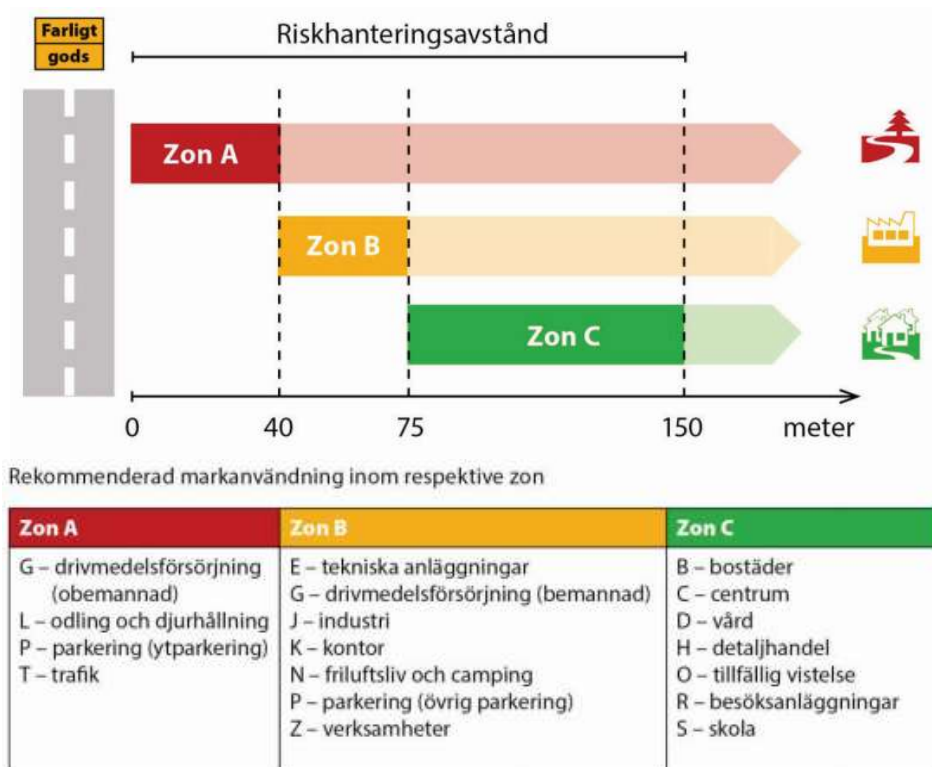 Farligt
gods
Riskhanteringsavstånd
Zon A
Zon B
Zon C
0 40 75 150 meter
Rekommenderad markanvändning inom respektive zon
Zon A
G – drivmedelsförsörjning
(obemannad)
L – odling och djurhållning
P – parkering (ytparkering)
T – trafik
Zon B
E – tekniska anläggningar
G – drivmedelsförsörjning (bemannad)
J – industri
K – kontor
N – friluftsliv och camping
P – parkering (övrig parkering)
Z – verksamheter
Zon C
B – bostäder
C – centrum
D – vård
H – detaljhandel
O – tillfällig vistelse
R – besöksanläggningar
S – skola